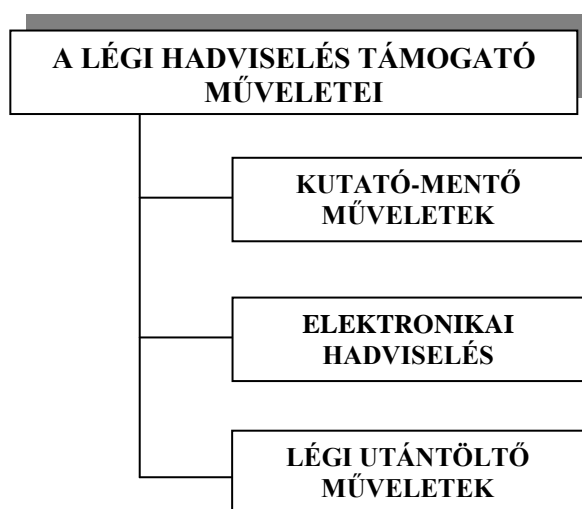 A LÉGI HADVISELÉS TÁMOGATÓ
MŰVELETEI
KUTATÓ-MENTŐ
MŰVELETEK
ELEKTRONIKAI
HADVISELÉS
LÉGI UTÁNTÖLTŐ
MŰVELETEK